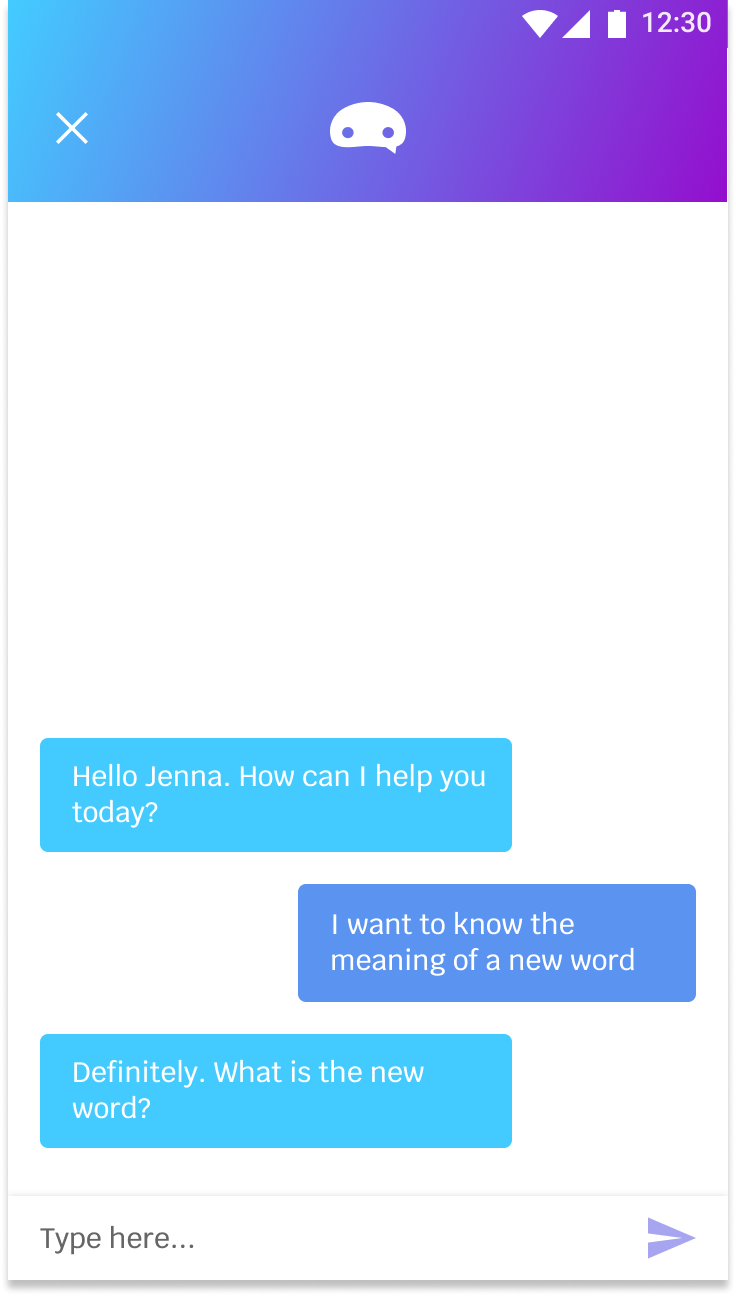 12:30
Hello Jenna. How can I help you
today?
I want to know the
meaning of a new word
Definitely. What is the new
word?
Type here...